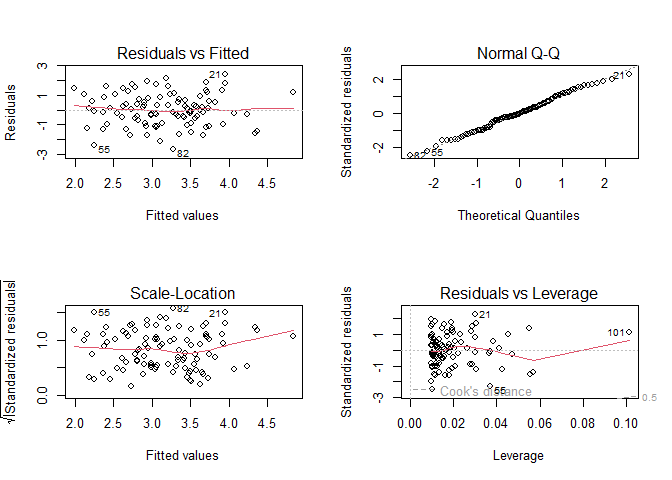 Residuals vs Fitted
Residuals
3
1
-1
-3
21
55
82
2.0 2.5 3.0 3.5 4.0 4.5
Fitted values
Normal Q-Q
Standardized residuals
2
0
-2
21
82 55
-2 -1 0 1 2
Theoretical Quantiles
Scale-Location
√|Standardized residuals|
1.0
0.0
55
82
21
2.0 2.5 3.0 3.5 4.0 4.5
Fitted values
Residuals vs Leverage
Standardized residuals
2
1
-1
-3
21
101
55
Cook's distance
0.5
0.00 0.02 0.04 0.06 0.08 0.10
Leverage